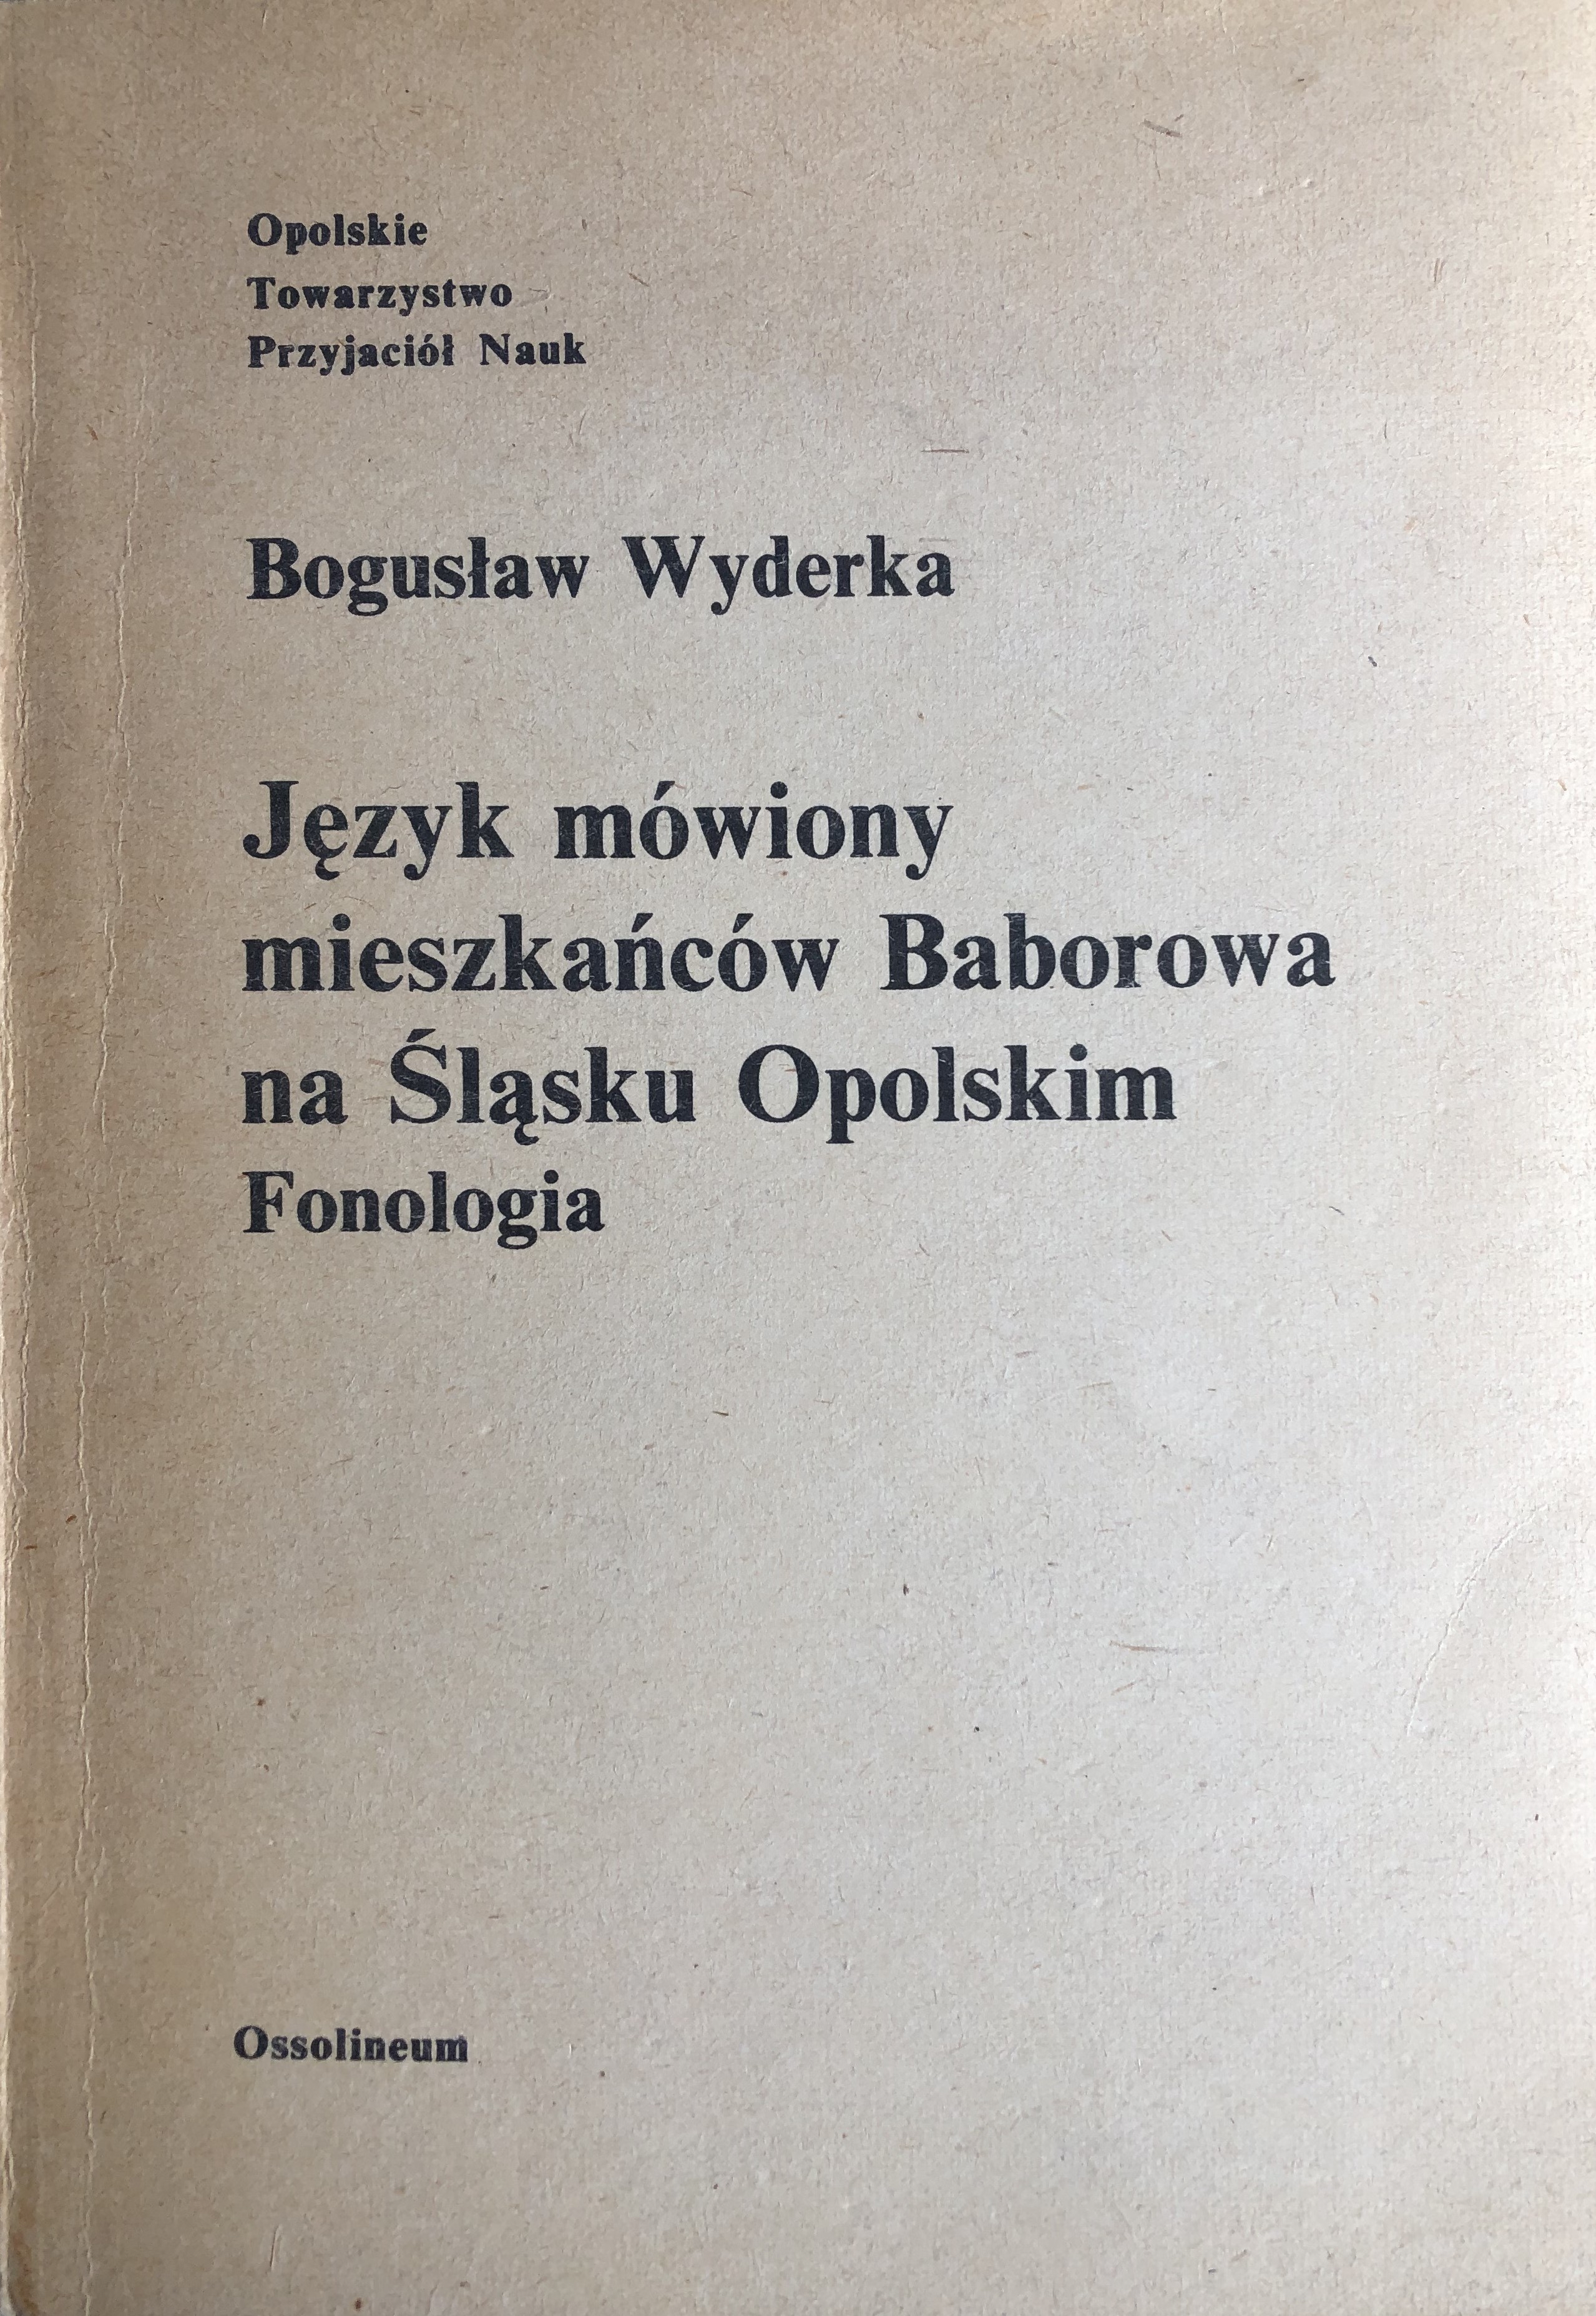 Opolskie
Towarzystwo
Przyjaciół Nauk
Bogusław Wyderka
Język mówiony
mieszkańców Baborowa
na Śląsku Opolskim
Fonologia
Ossolineum